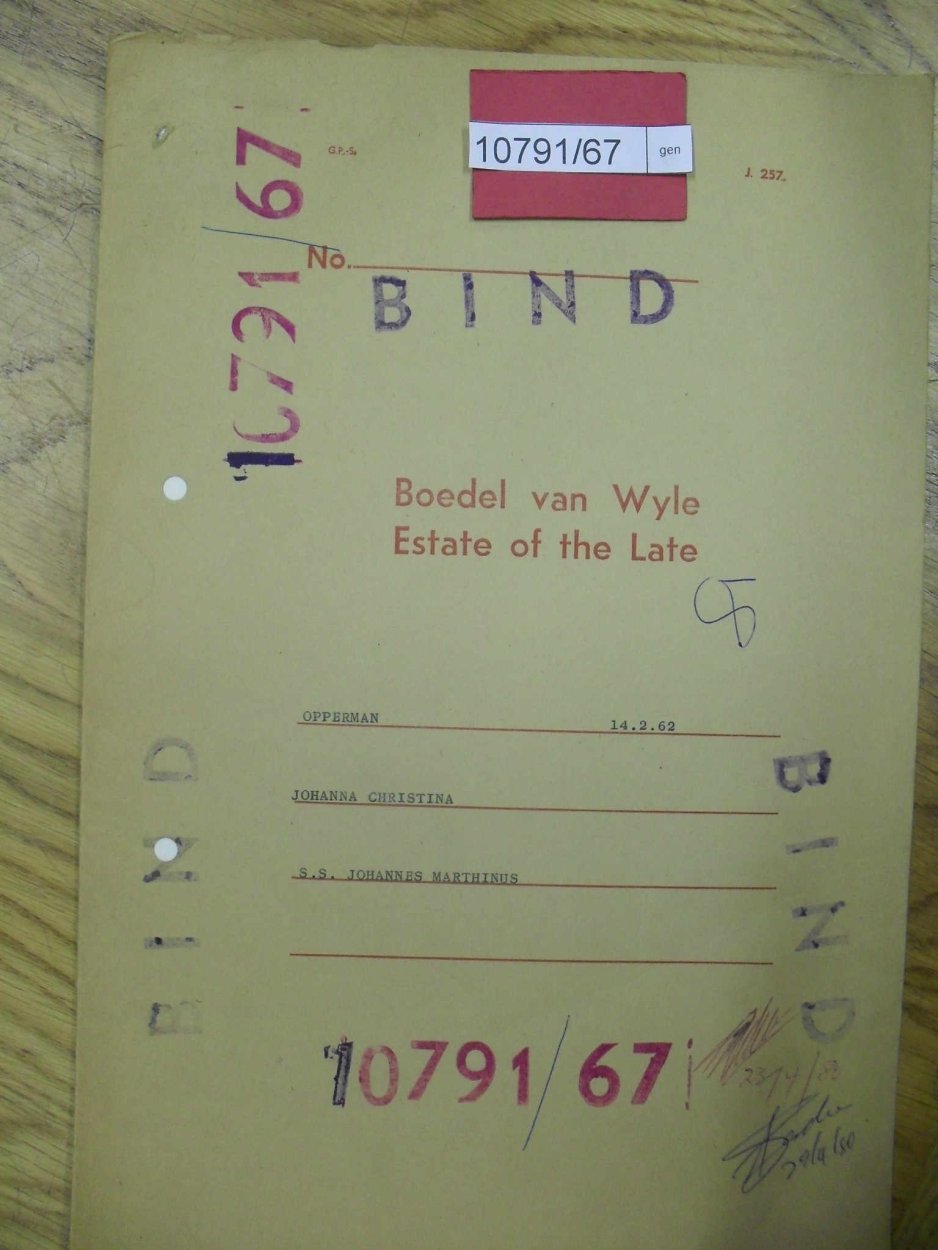 10791/67 gen
G.P.-S.
J. 257.
10791/67
No.
BIND
Boedel van Wyle
Estate of the Late
OPPERMAN 14.2.62
JOHANNA CHRISTINA
S.S. JOHANNES MARTHINUS
BIND
BIND
10791/67